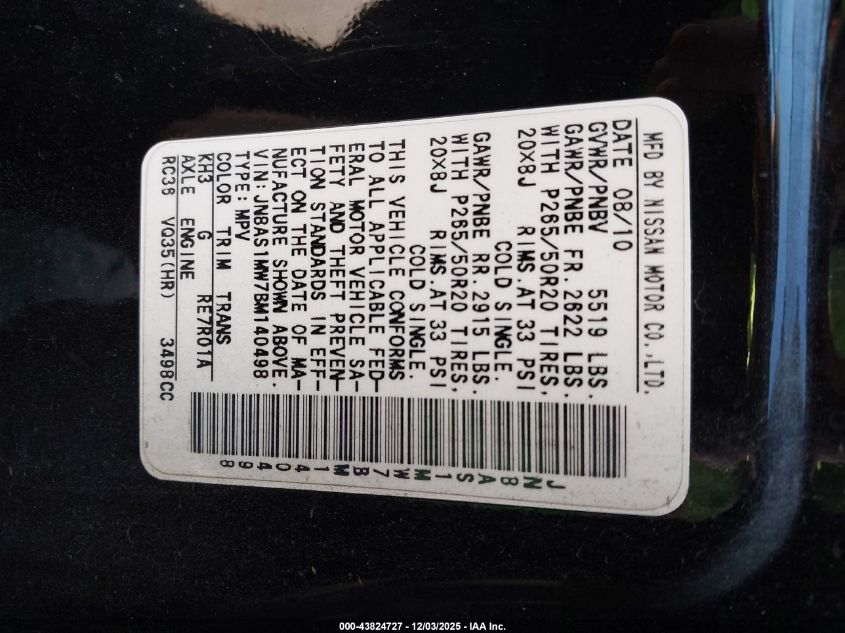 MFD BY NISSAN MOTOR CO.,LTD.
DATE 08/10
GVWR/PNBV 5519 LBS.
GAWR/PNBE FR. 2622 LBS.
WITH P265/50R20 TIRES,
20X8J RIMS.AT 33 PSI
COLD SINGLE.
GAWR/PNBE RR. 2915 LBS.
WITH P265/50R20 TIRES,
20X8J RIMS.AT 33 PSI
COLD SINGLE.
THIS VEHICLE CONFORMS
TO ALL APPLICABLE FED-
ERAL MOTOR VEHICLE SA-
FETY AND THEFT PREVEN-
TION STANDARDS IN EFF-
ECT ON THE DATE OF MA-
NUFACTURE SHOWN ABOVE.
VIN:JN8AS1MW7BM140498
TYPE:MPV
COLOR TRIM TRANS
KH3 G RE7R01A
AXLE ENGINE
RC36 VQ35(HR) 3498CC
JN8AS1MW7BM140498
000-43824727 - 12/03/2025 - IAA Inc.